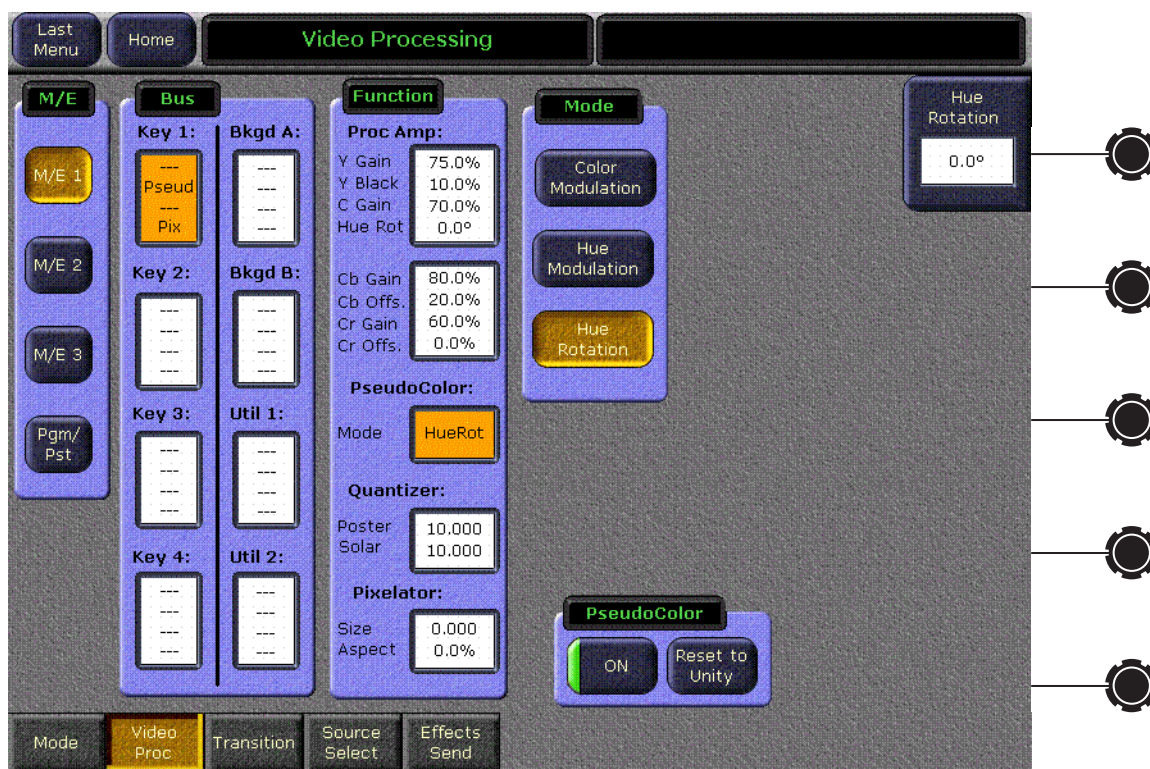 Last
Menu
Home
Video Processing
M/E
M/E 1
M/E 2
M/E 3
Pgm/
Pst
Bus
Key 1:
---
Pseud
---
Pix
Bkgd A:
---
---
---
---
Key 2:
---
---
---
---
Bkgd B:
---
---
---
---
Key 3:
---
---
---
---
Util 1:
---
---
---
---
Key 4:
---
---
---
---
Util 2:
---
---
---
---
Function
Proc Amp:
Y Gain 75.0%
Y Black 10.0%
C Gain 70.0%
Hue Rot 0.0°
Cb Gain 80.0%
Cb Offs. 20.0%
Cr Gain 60.0%
Cr Offs. 0.0%
PseudoColor:
Mode HueRot
Quantizer:
Poster 10.000
Solar 10.000
Pixelator:
Size 0.000
Aspect 0.0%
Mode
Color
Modulation
Hue
Modulation
Hue
Rotation
PseudoColor
ON
Reset to
Unity
Hue
Rotation
0.0°
Mode
Video
Proc
Transition
Source
Select
Effects
Send